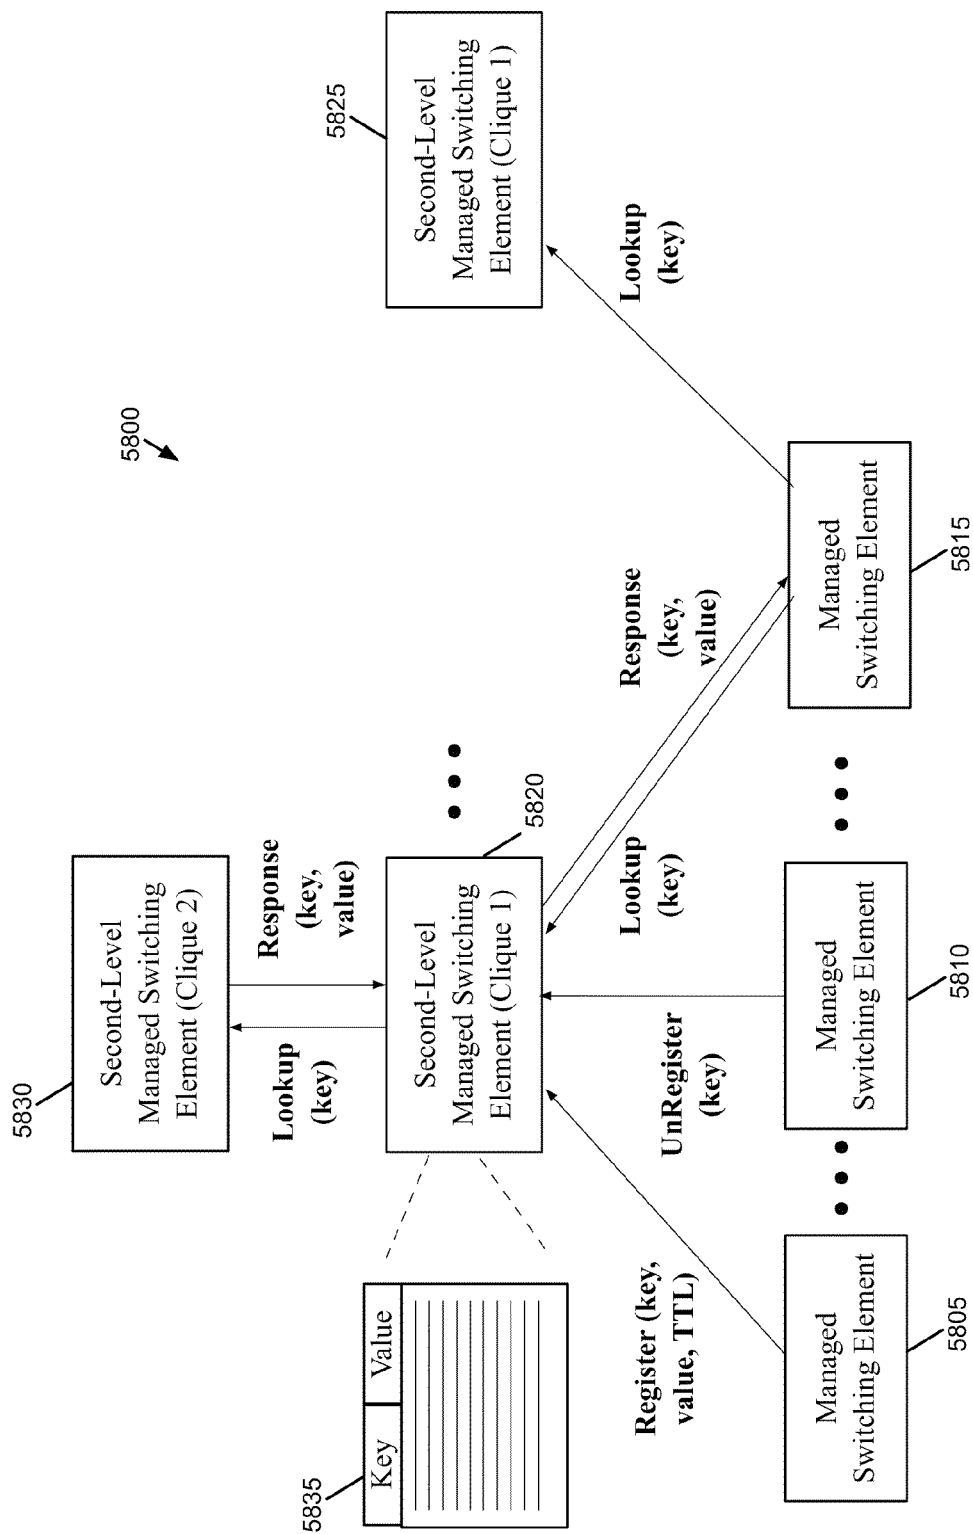 5800
5830
Second-Level
Managed Switching
Element (Clique 2)
Lookup
(key)
Response
(key,
value)
5835
Key
Value
Second-Level
Managed Switching
Element (Clique 1)
5820
5825
Second-Level
Managed Switching
Element (Clique 1)
Register (key,
value, TTL)
UnRegister
(key)
Lookup
(key)
Response
(key,
value)
Lookup
(key)
Managed
Switching Element
5805
Managed
Switching Element
5810
Managed
Switching Element
5815